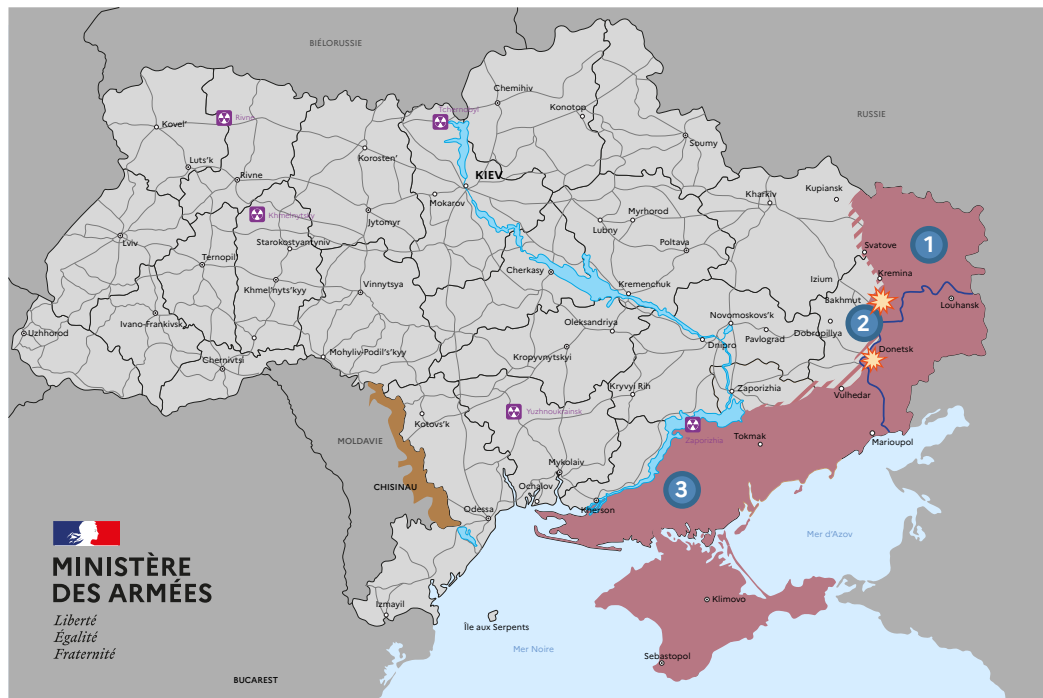 BIÉLORUSSIE
RUSSIE
Chernihiv
Konotop
Tchernobyl
Rivne
Kovel'
Soumy
Korosten'
Luts'k
KIEV
Rivne
Kharkiv
Kupiansk
Mokarov
Khmelnytsky
Jytomyr
Myrhorod
Lubny
Lviv
Starokostyantyniv
Poltava
Svatove
1
Ternopil
Cherkasy
Kremina
Izium
Khmel'nyts'kyy
Vinnytsya
Kremenchuk
Bakhmut
Louhansk
Ivano-Frankivsk
Oleksandriya
Novomoskovs'k
2
Uzhhorod
Dobropillya
Pavlograd
Dnipro
Donetsk
Mohyliv-Podil's'kyy
Kropyvnytskyi
Chernivtsi
Kryvyi Rih
Zaporizhia
Vulhedar
Yuzhnoukrainsk
Kotovs'k
MOLDAVIE
Zaporizhia
Tokmak
Marioupol
Mykolaiv
CHISINAU
Ochalov
3
Odessa
Kherson
Mer d'Azov
MINISTÈRE
DES ARMÉES
Liberté
Égalité
Fraternité
Izmayil
Klimovo
Île aux Serpents
Mer Noire
Sebastopol
BUCAREST